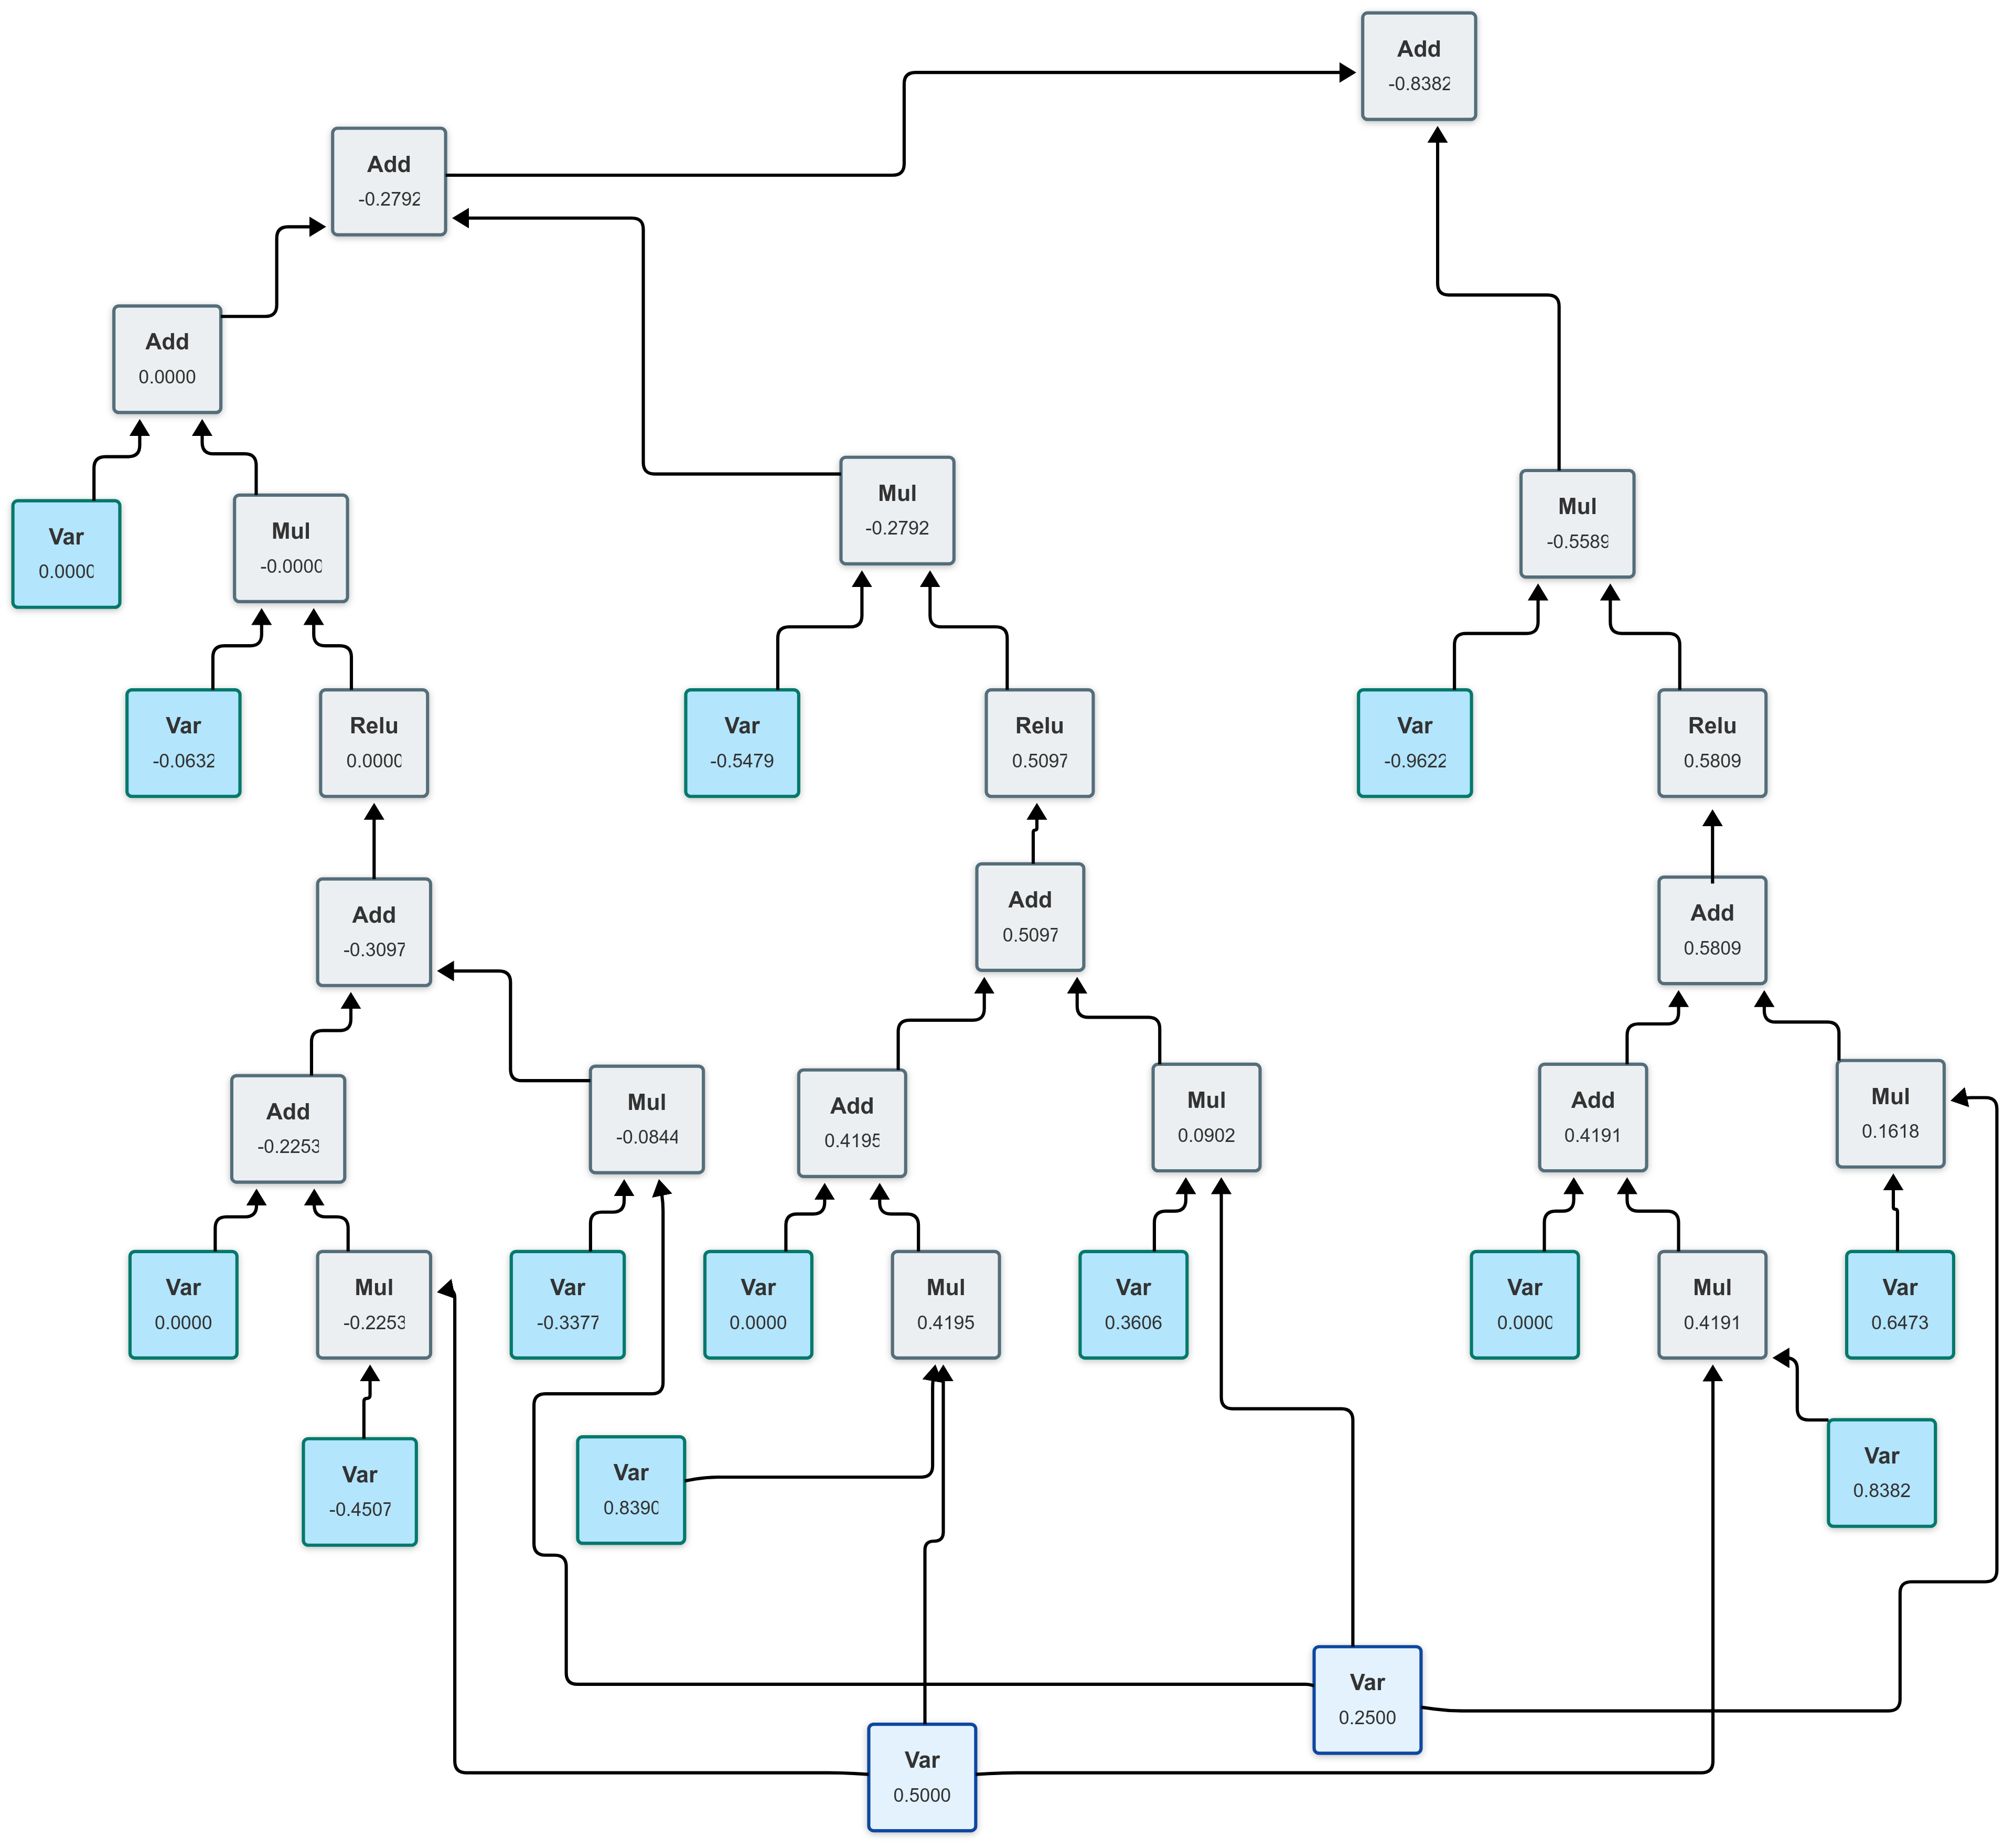 Add
-0.8382
Add
-0.2792
Add
0.0000
Mul
-0.2792
Mul
-0.5589
Var
0.0000
Mul
-0.0000
Var
-0.0632
Relu
0.0000
Var
-0.5479
Relu
0.5097
Var
-0.9622
Relu
0.5809
Add
-0.3097
Add
0.5097
Add
0.5809
Add
-0.2253
Mul
-0.0844
Add
0.4195
Mul
0.0902
Add
0.4191
Mul
0.1618
Var
0.0000
Mul
-0.2253
Var
-0.3377
Var
0.0000
Mul
0.4195
Var
0.3606
Var
0.0000
Mul
0.4191
Var
0.6473
Var
-0.4507
Var
0.8390
Var
0.8382
Var
0.2500
Var
0.5000